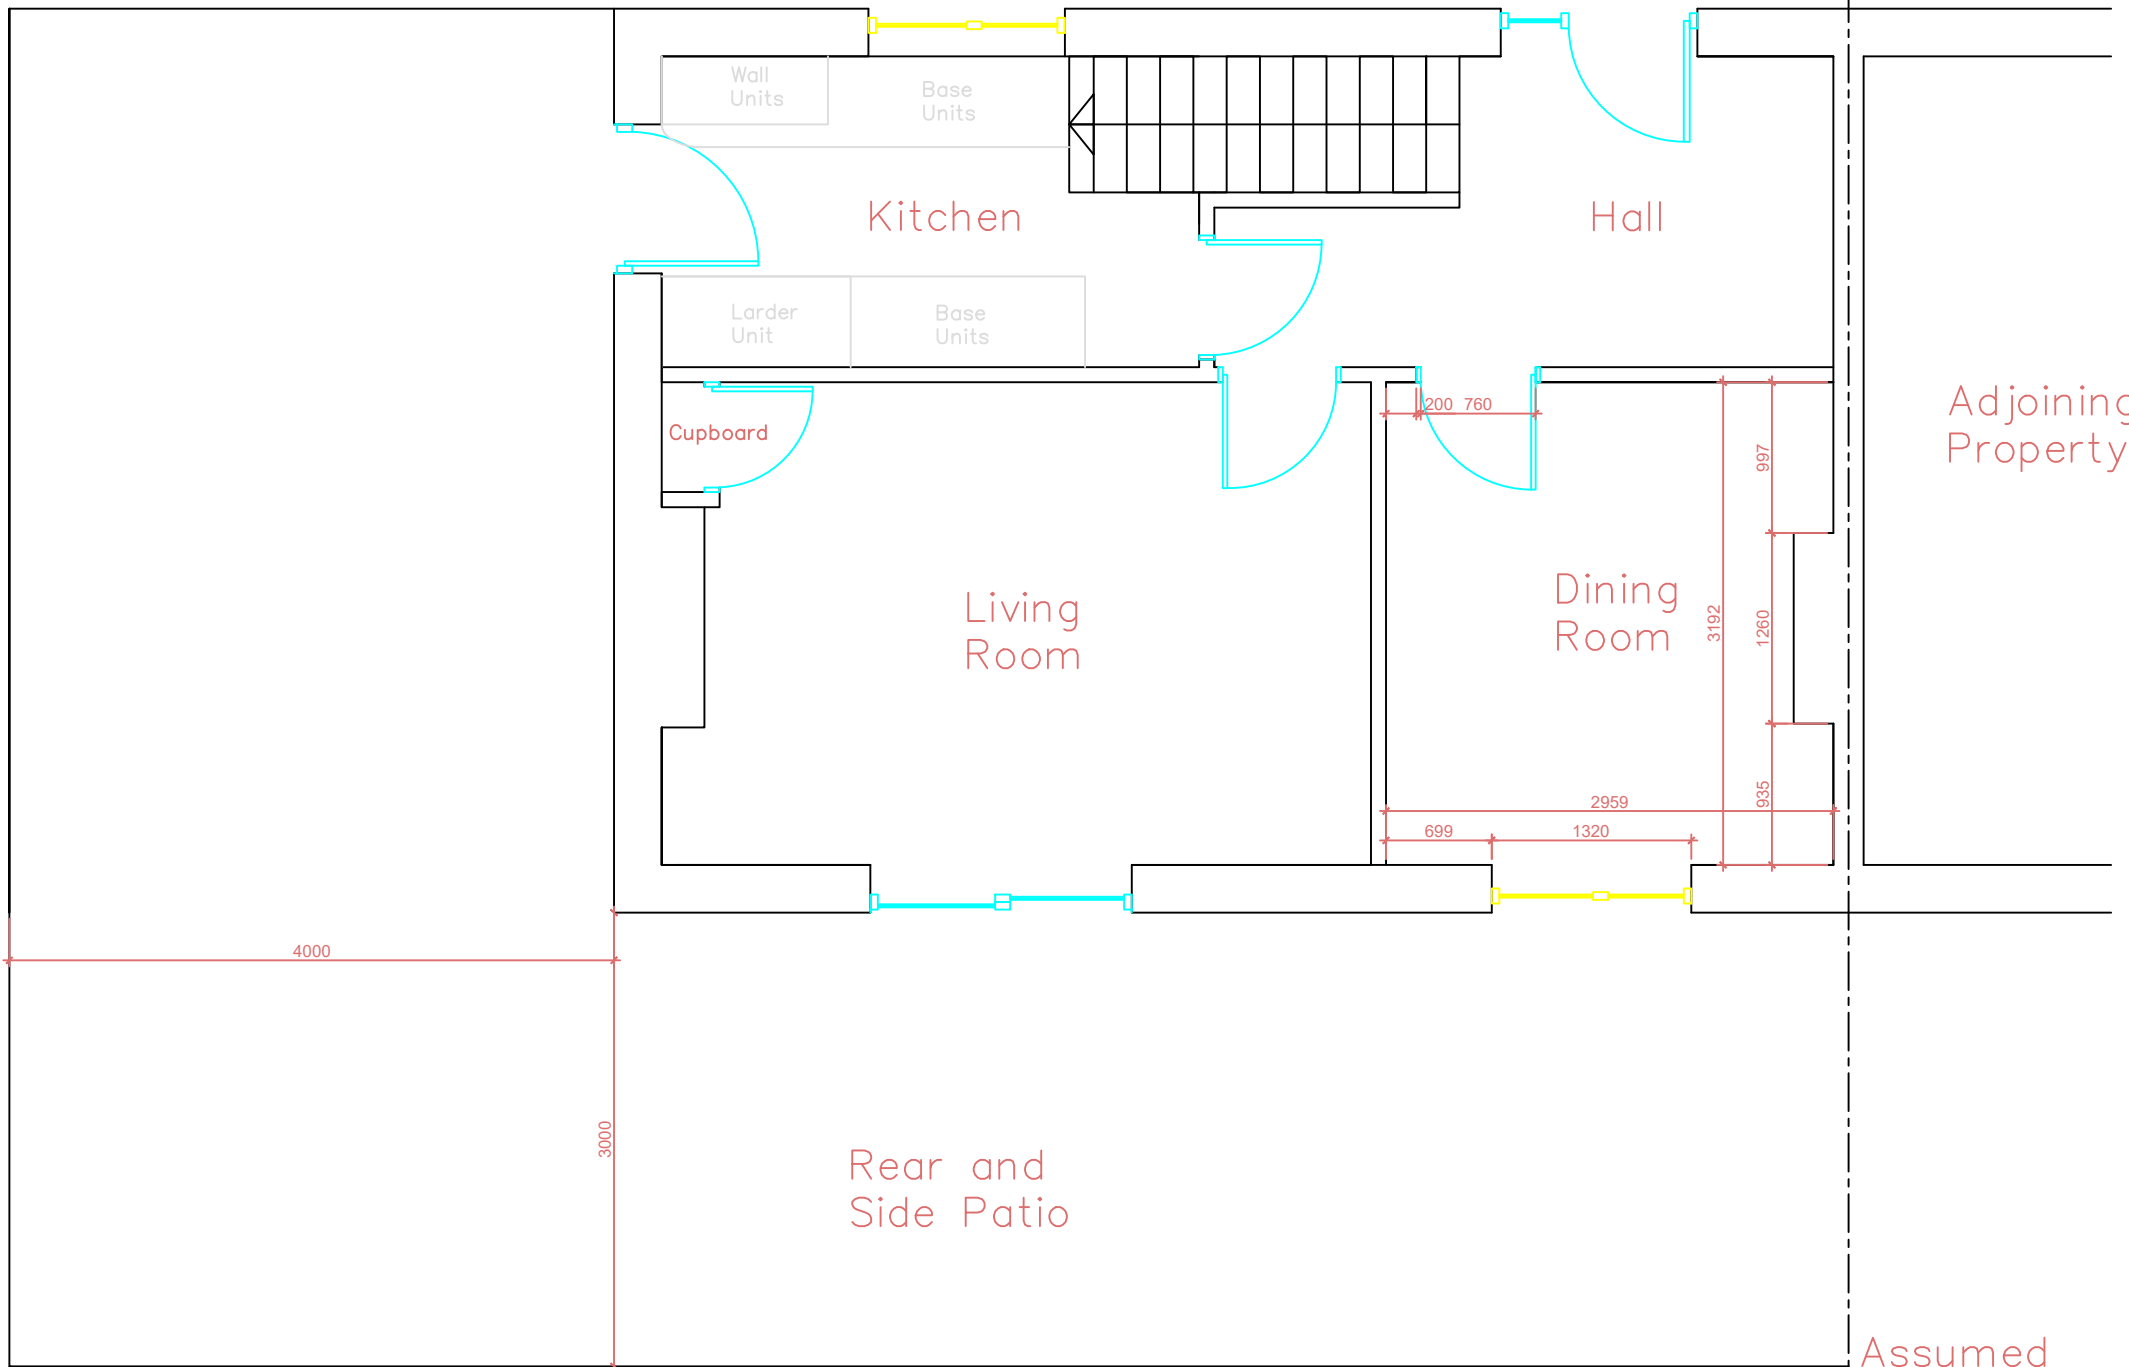 Wall
Units
Base
Units
Kitchen
Hall
Larder
Unit
Base
Units
Cupboard
200 760
Adjoining
Property
997
Living
Room
Dining
Room
3192
1260
935
2959
699
1320
4000
3000
Rear and
Side Patio
Assumed